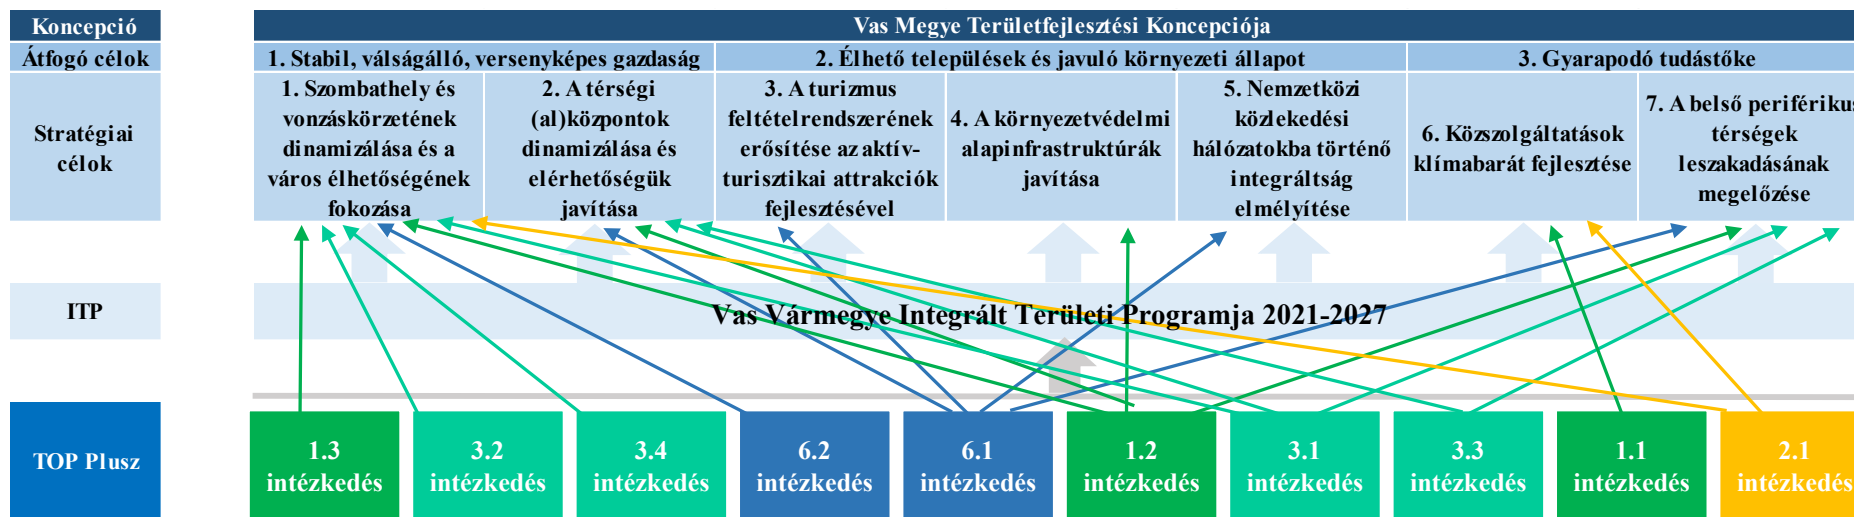 Koncepció
Vas Megye Területfejlesztési Koncepciója
Átfogó célok
1. Stabil, válságálló, versenyképes gazdaság
2. Élhető települések és javuló környezeti állapot
3. Gyarapodó tudástőke
Stratégiai
célok
1. Szombathely és
vonzáskörzetének
dinamizálása és a
város élhetőségének
fokozása
2. A térségi
(al)központok
dinamizálása és
elérhetőségük
javítása
3. A turizmus
feltételrendszerének
erősítése az aktív-
turisztikai attrakciók
fejlesztésével
4. A környezetvédelmi
alapinfrastruktúrák
javítása
5. Nemzetközi
közlekedési
hálózatokba történő
integráltság
elmélyítése
6. Közszolgáltatások
klímabarát fejlesztése
7. A belső periférikus
térségek
leszakadásának
megelőzése
ITP
Vas Vármegye Integrált Területi Programja 2021-2027
TOP Plusz
1.3
intézkedés
3.2
intézkedés
3.4
intézkedés
6.2
intézkedés
6.1
intézkedés
1.2
intézkedés
3.1
intézkedés
3.3
intézkedés
1.1
intézkedés
2.1
intézkedés